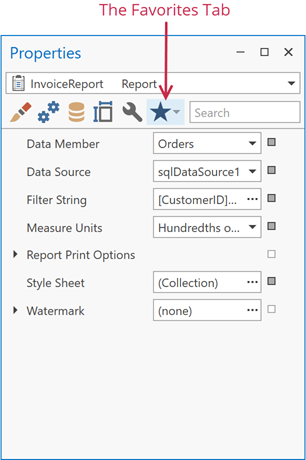 The Favorites Tab
Properties
InvoiceReport Report
Search
Data Member Orders
Data Source sqlDataSource1
Filter String [CustomerID]... ...
Measure Units Hundredths o...
Report Print Options
Style Sheet (Collection) ...
Watermark (none) ...